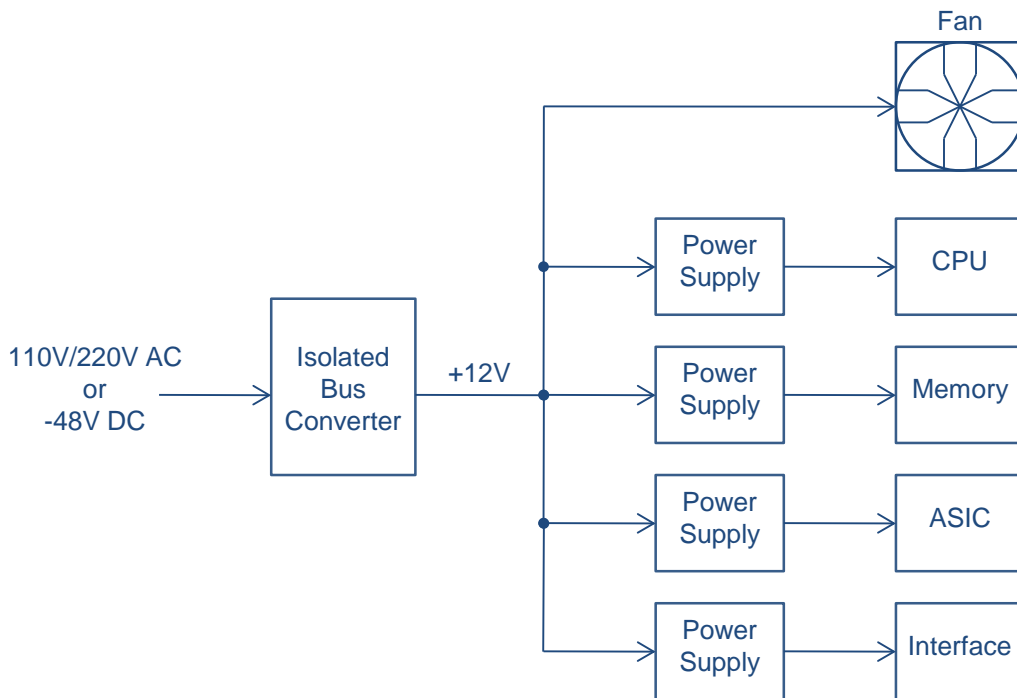 Fan
Power
Supply
CPU
110V/220V AC
or
-48V DC
Isolated
Bus
Converter
+12V
Power
Supply
Memory
Power
Supply
ASIC
Power
Supply
Interface